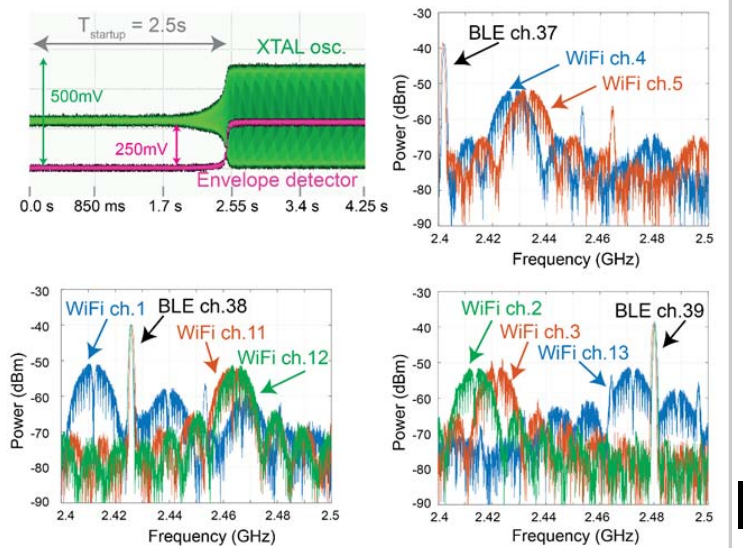 T_startup = 2.5s
XTAL osc.
500mV
250mV
Envelope detector
0.0 s 850 ms 1.7 s 2.55 s 3.4 s 4.25 s
-30
BLE ch.37
-40
WiFi ch.4
-50
WiFi ch.5
Power (dBm)
-60
-70
-80
-90
2.4 2.42 2.44 2.46 2.48 2.5
Frequency (GHz)
-30
WiFi ch.1
BLE ch.38
-40
WiFi ch.11
-50
WiFi ch.12
Power (dBm)
-60
-70
-80
-90
2.4 2.42 2.44 2.46 2.48 2.5
Frequency (GHz)
-30
WiFi ch.2
BLE ch.39
-40
WiFi ch.3
WiFi ch.13
-50
Power (dBm)
-60
-70
-80
-90
2.4 2.42 2.44 2.46 2.48 2.5
Frequency (GHz)